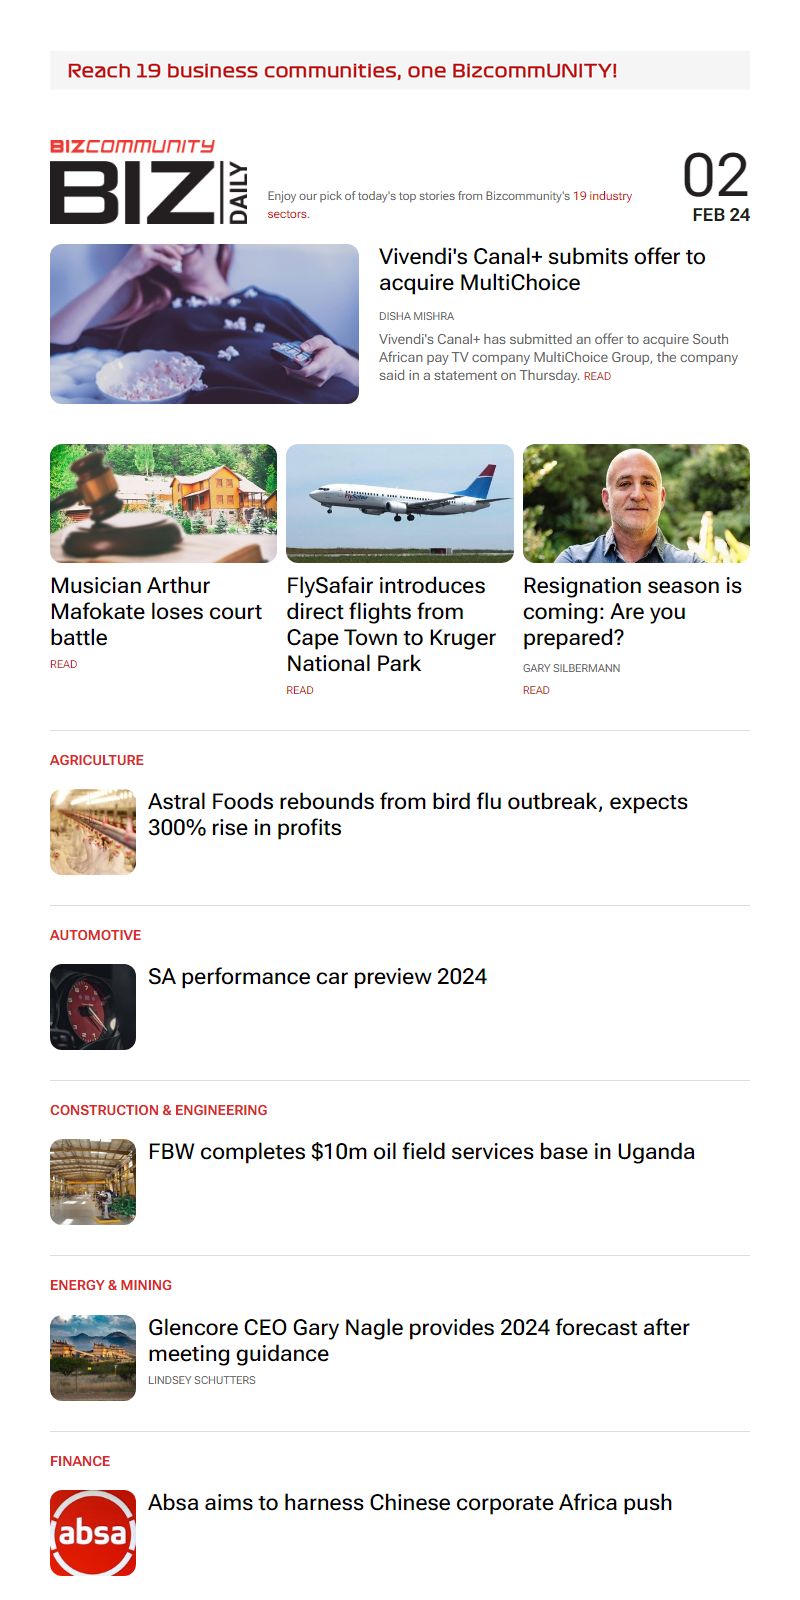 Reach 19 business communities, one BizcommUNITY!
BIZCOMMUNITY
BIZ DAILY
Enjoy our pick of today's top stories from Bizcommunity's 19 industry
sectors.
02
FEB 24
Vivendi's Canal+ submits offer to
acquire MultiChoice
DISHA MISHRA
Vivendi's Canal+ has submitted an offer to acquire South
African pay TV company MultiChoice Group, the company
said in a statement on Thursday. READ
Musician Arthur
Mafokate loses court
battle
READ
FlySafair introduces
direct flights from
Cape Town to Kruger
National Park
READ
Resignation season is
coming: Are you
prepared?
GARY SILBERMANN
READ
AGRICULTURE
Astral Foods rebounds from bird flu outbreak, expects
300% rise in profits
AUTOMOTIVE
SA performance car preview 2024
CONSTRUCTION & ENGINEERING
FBW completes $10m oil field services base in Uganda
ENERGY & MINING
Glencore CEO Gary Nagle provides 2024 forecast after
meeting guidance
LINDSEY SCHUTTERS
FINANCE
absa
Absa aims to harness Chinese corporate Africa push